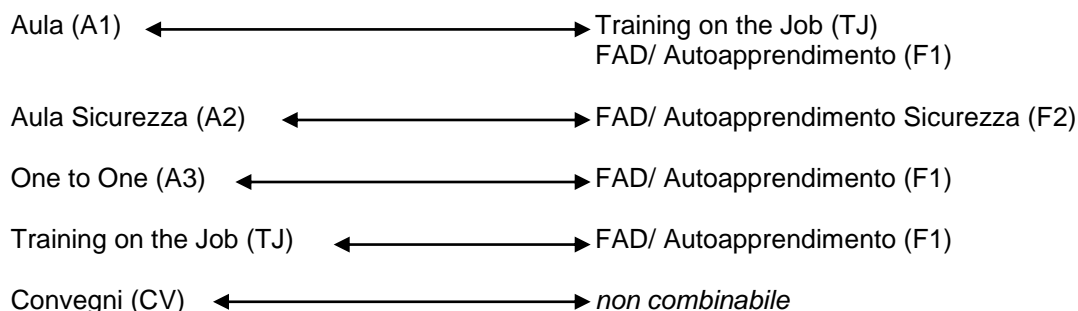 Aula (A1) Training on the Job (TJ)
FAD/ Autoapprendimento (F1)
Aula Sicurezza (A2) FAD/ Autoapprendimento Sicurezza (F2)
One to One (A3) FAD/ Autoapprendimento (F1)
Training on the Job (TJ) FAD/ Autoapprendimento (F1)
Convegni (CV) non combinabile